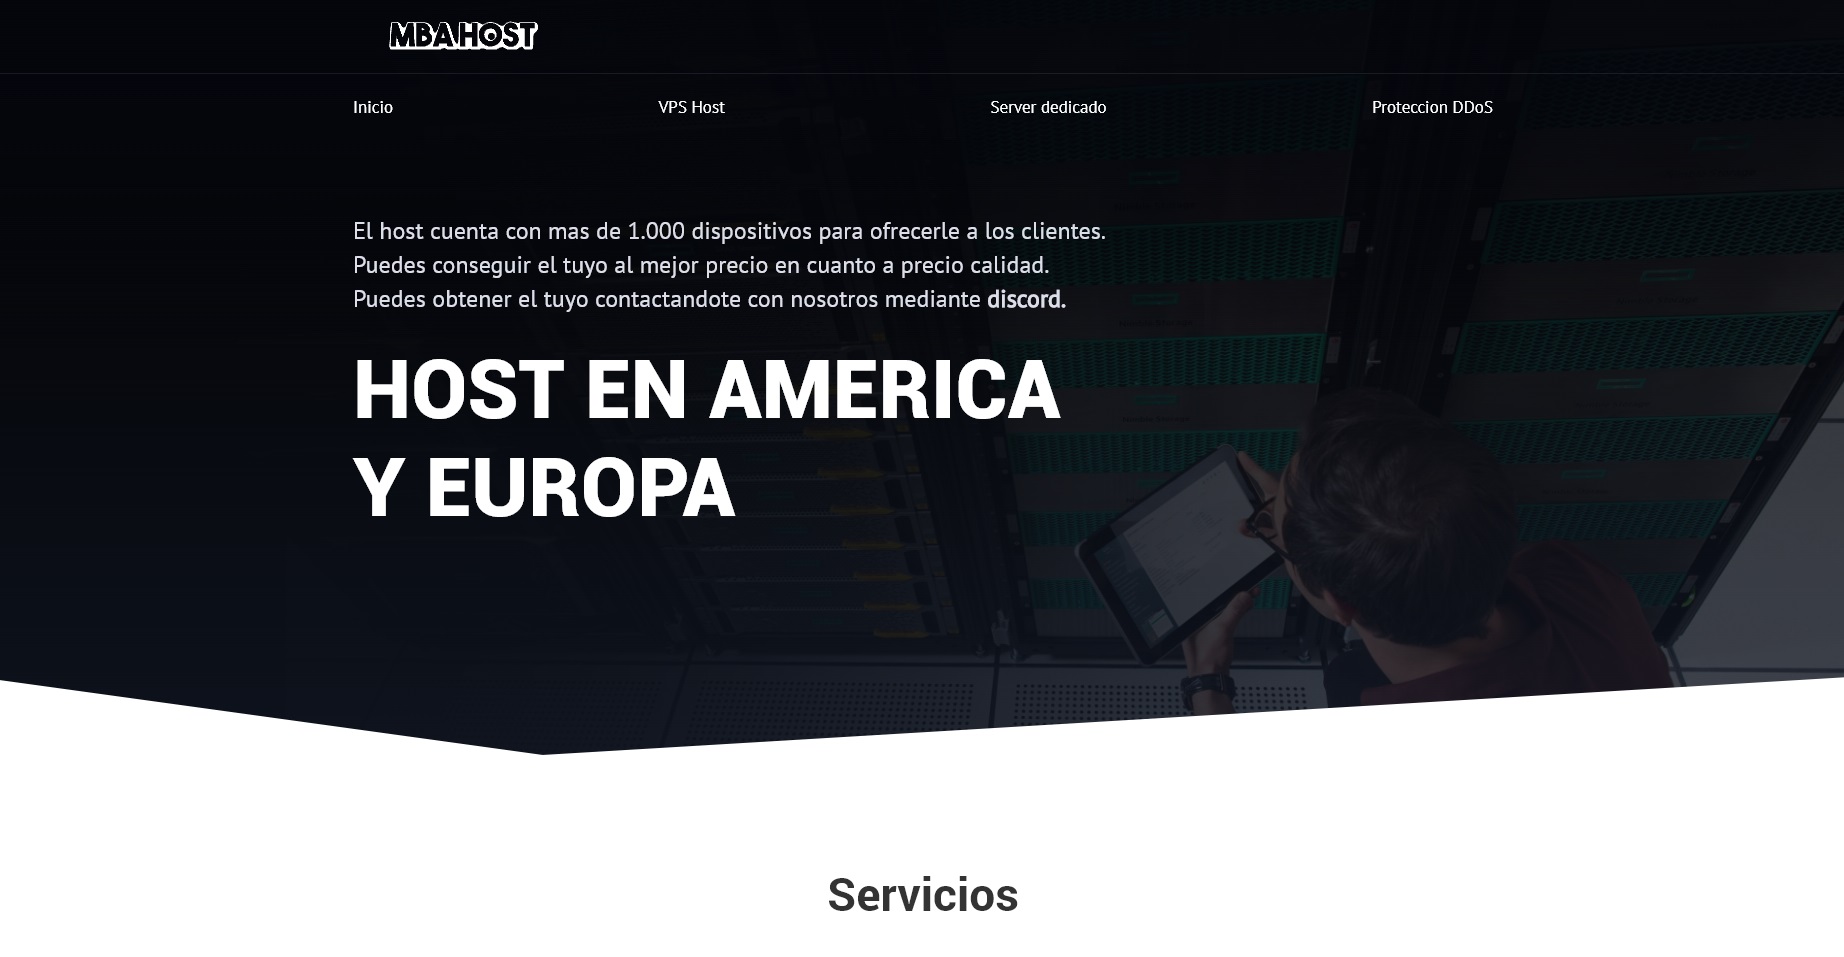 MBAHOST
Inicio
VPS Host
Server dedicado
Proteccion DDoS
El host cuenta con mas de 1.000 dispositivos para ofrecerle a los clientes.
Puedes conseguir el tuyo al mejor precio en cuanto a precio calidad.
Puedes obtener el tuyo contactandote con nosotros mediante discord.
HOST EN AMERICA
Y EUROPA
Servicios